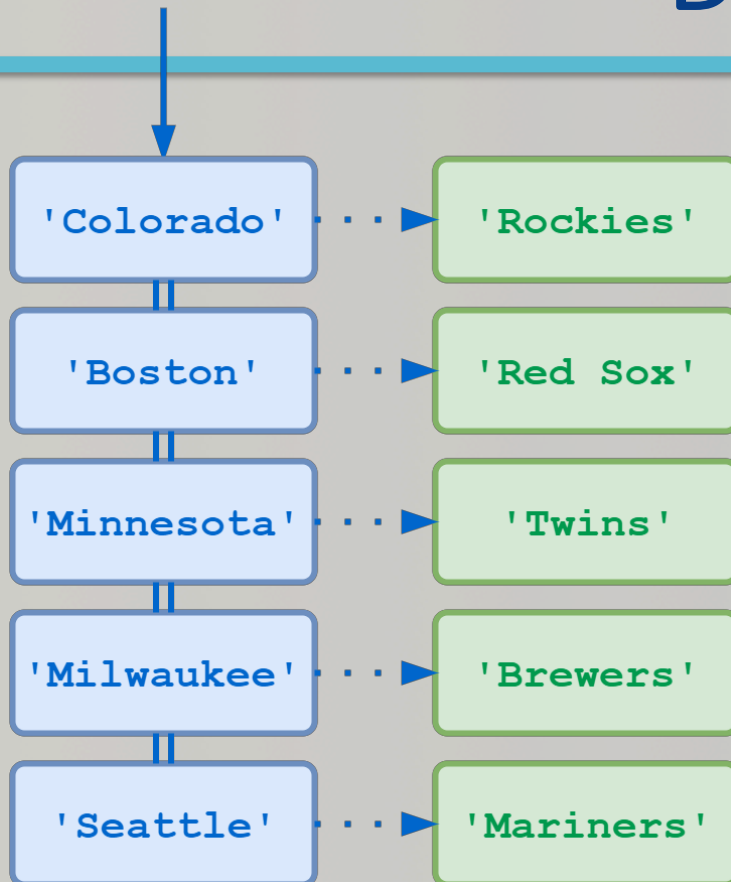 'Colorado' 'Rockies'
'Boston' 'Red Sox'
'Minnesota' 'Twins'
'Milwaukee' 'Brewers'
'Seattle' 'Mariners'